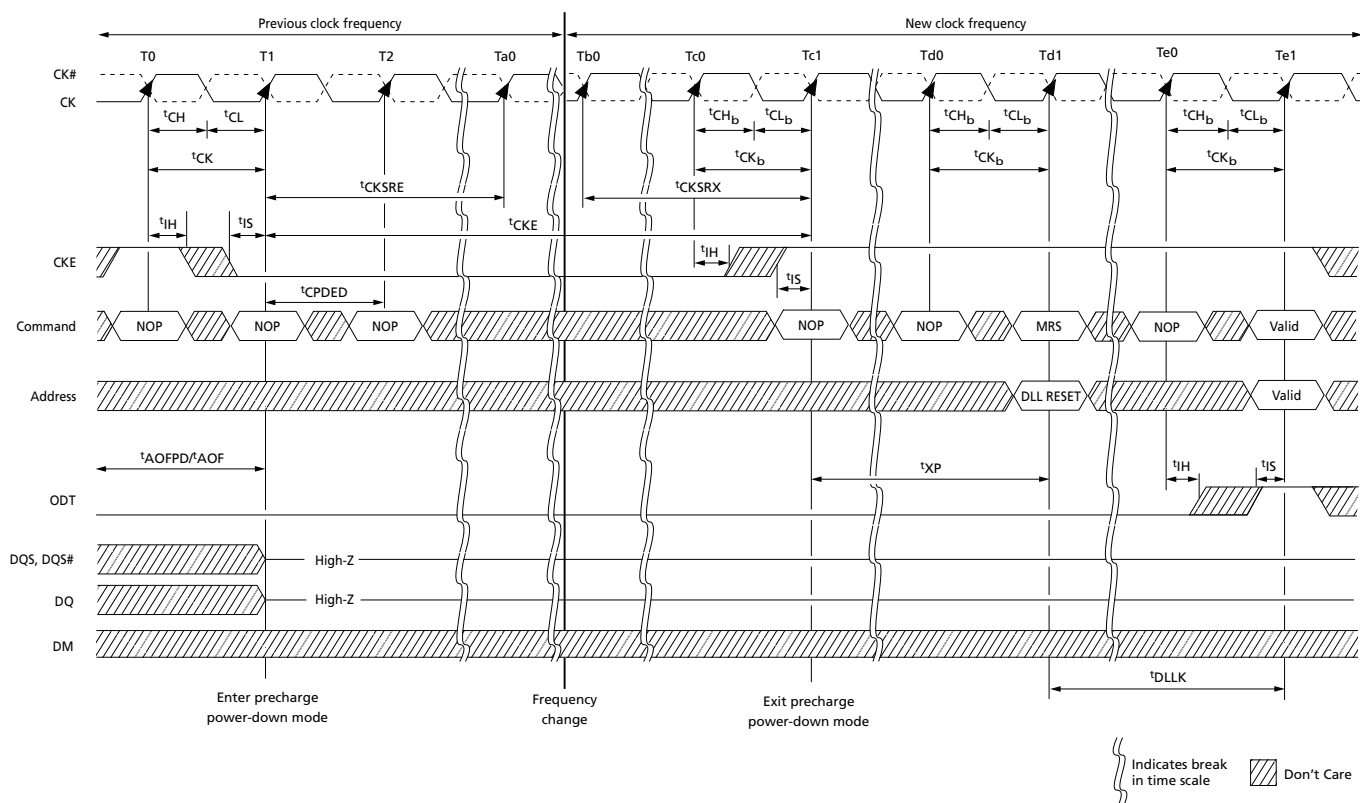 Previous clock frequency New clock frequency
T0 T1 T2 Ta0 Tb0 Tc0 Tc1 Td0 Td1 Te0 Te1
CK#
CK
tCH tCL tCHb tCLb tCHb tCLb tCHb tCLb
tCK tCKb tCKb tCKb
tCKSRE tCKSRX
tIH tIS tCKE
tIH
CKE
tIS
tCPDED
Command NOP NOP NOP NOP NOP MRS NOP Valid
Address DLL RESET Valid
tAOFPD/tAOF tXP tIH tIS
ODT
DQS, DQS# High-Z
DQ High-Z
DM
tDLLK
Enter precharge
power-down mode
Frequency
change
Exit precharge
power-down mode
Indicates break
in time scale
Don't Care